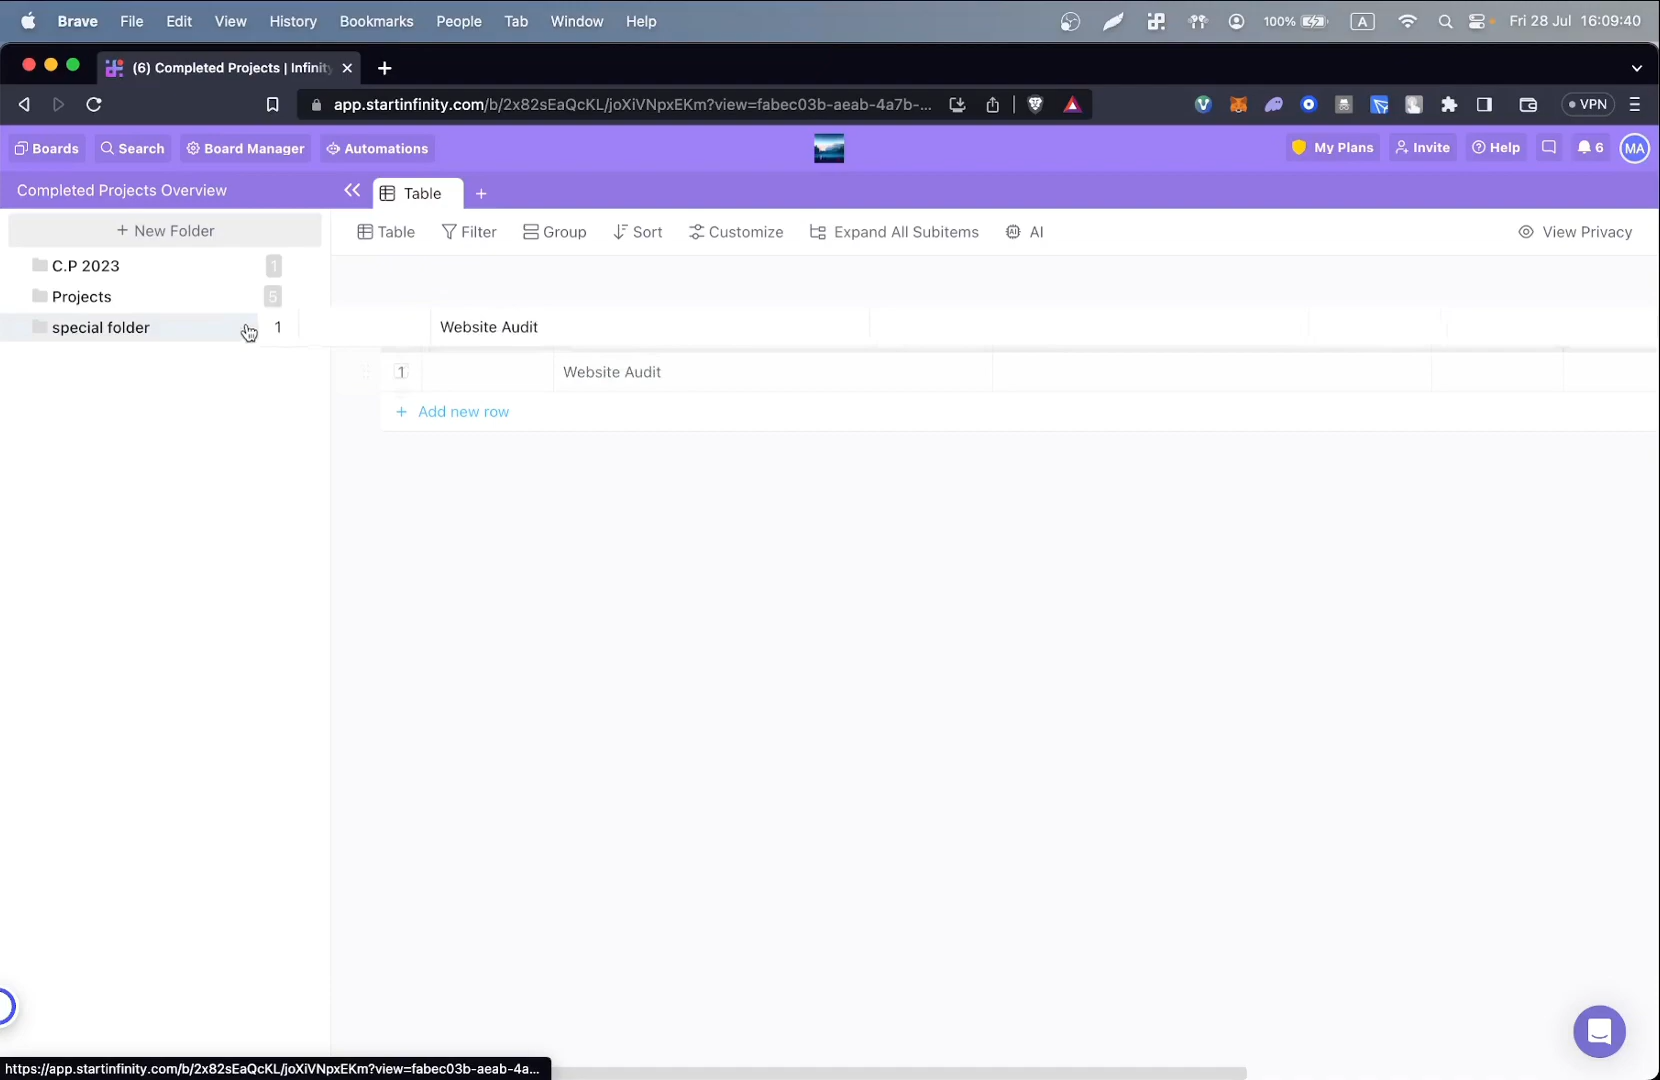 Brave File Edit View History Bookmarks People Tab Window Help 100% A Fri 28 Jul 16:09:40
(6) Completed Projects | Infinity
app.startinfinity.com/b/2x82sEaQcKL/joXiVNpxEKm?view=fabec03b-aeab-4a7b-... VPN
Boards Search Board Manager Automations My Plans Invite Help 6 MA
Completed Projects Overview Table +
+ New Folder Table Filter Group Sort Customize Expand All Subitems AI View Privacy
C.P 2023 1
Projects 5
special folder 1 Website Audit
1 Website Audit
+ Add new row
https://app.startinfinity.com/b/2x82sEaQcKL/joXiVNpxEKm?view=fabec03b-aeab-4a...